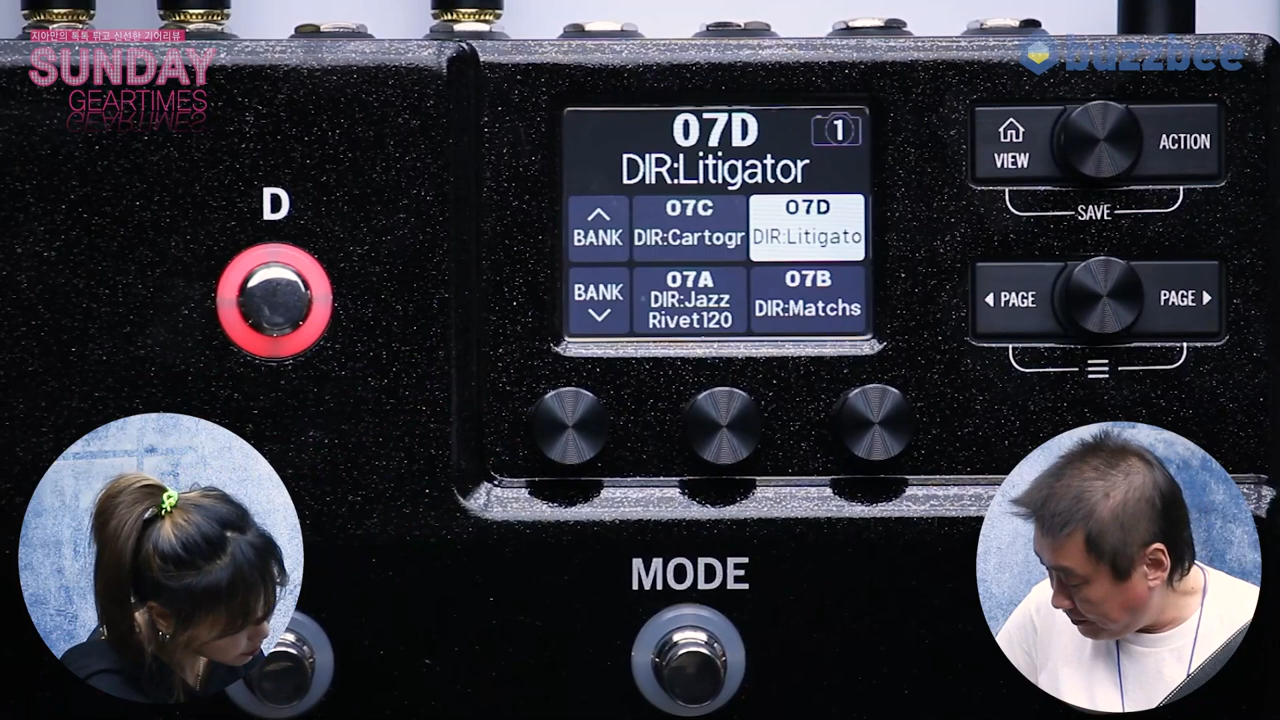 지아만의 톡톡 튀고 신선한 기어리뷰
SUNDAY
GEARTIMES
buzzbee
07D
1
DIR:Litigator
BANK
07C
DIR:Cartogr
07D
DIR:Litigato
BANK
07A
DIR:Jazz
Rivet120
07B
DIR:Matchs
VIEW
ACTION
SAVE
PAGE
PAGE
D
MODE